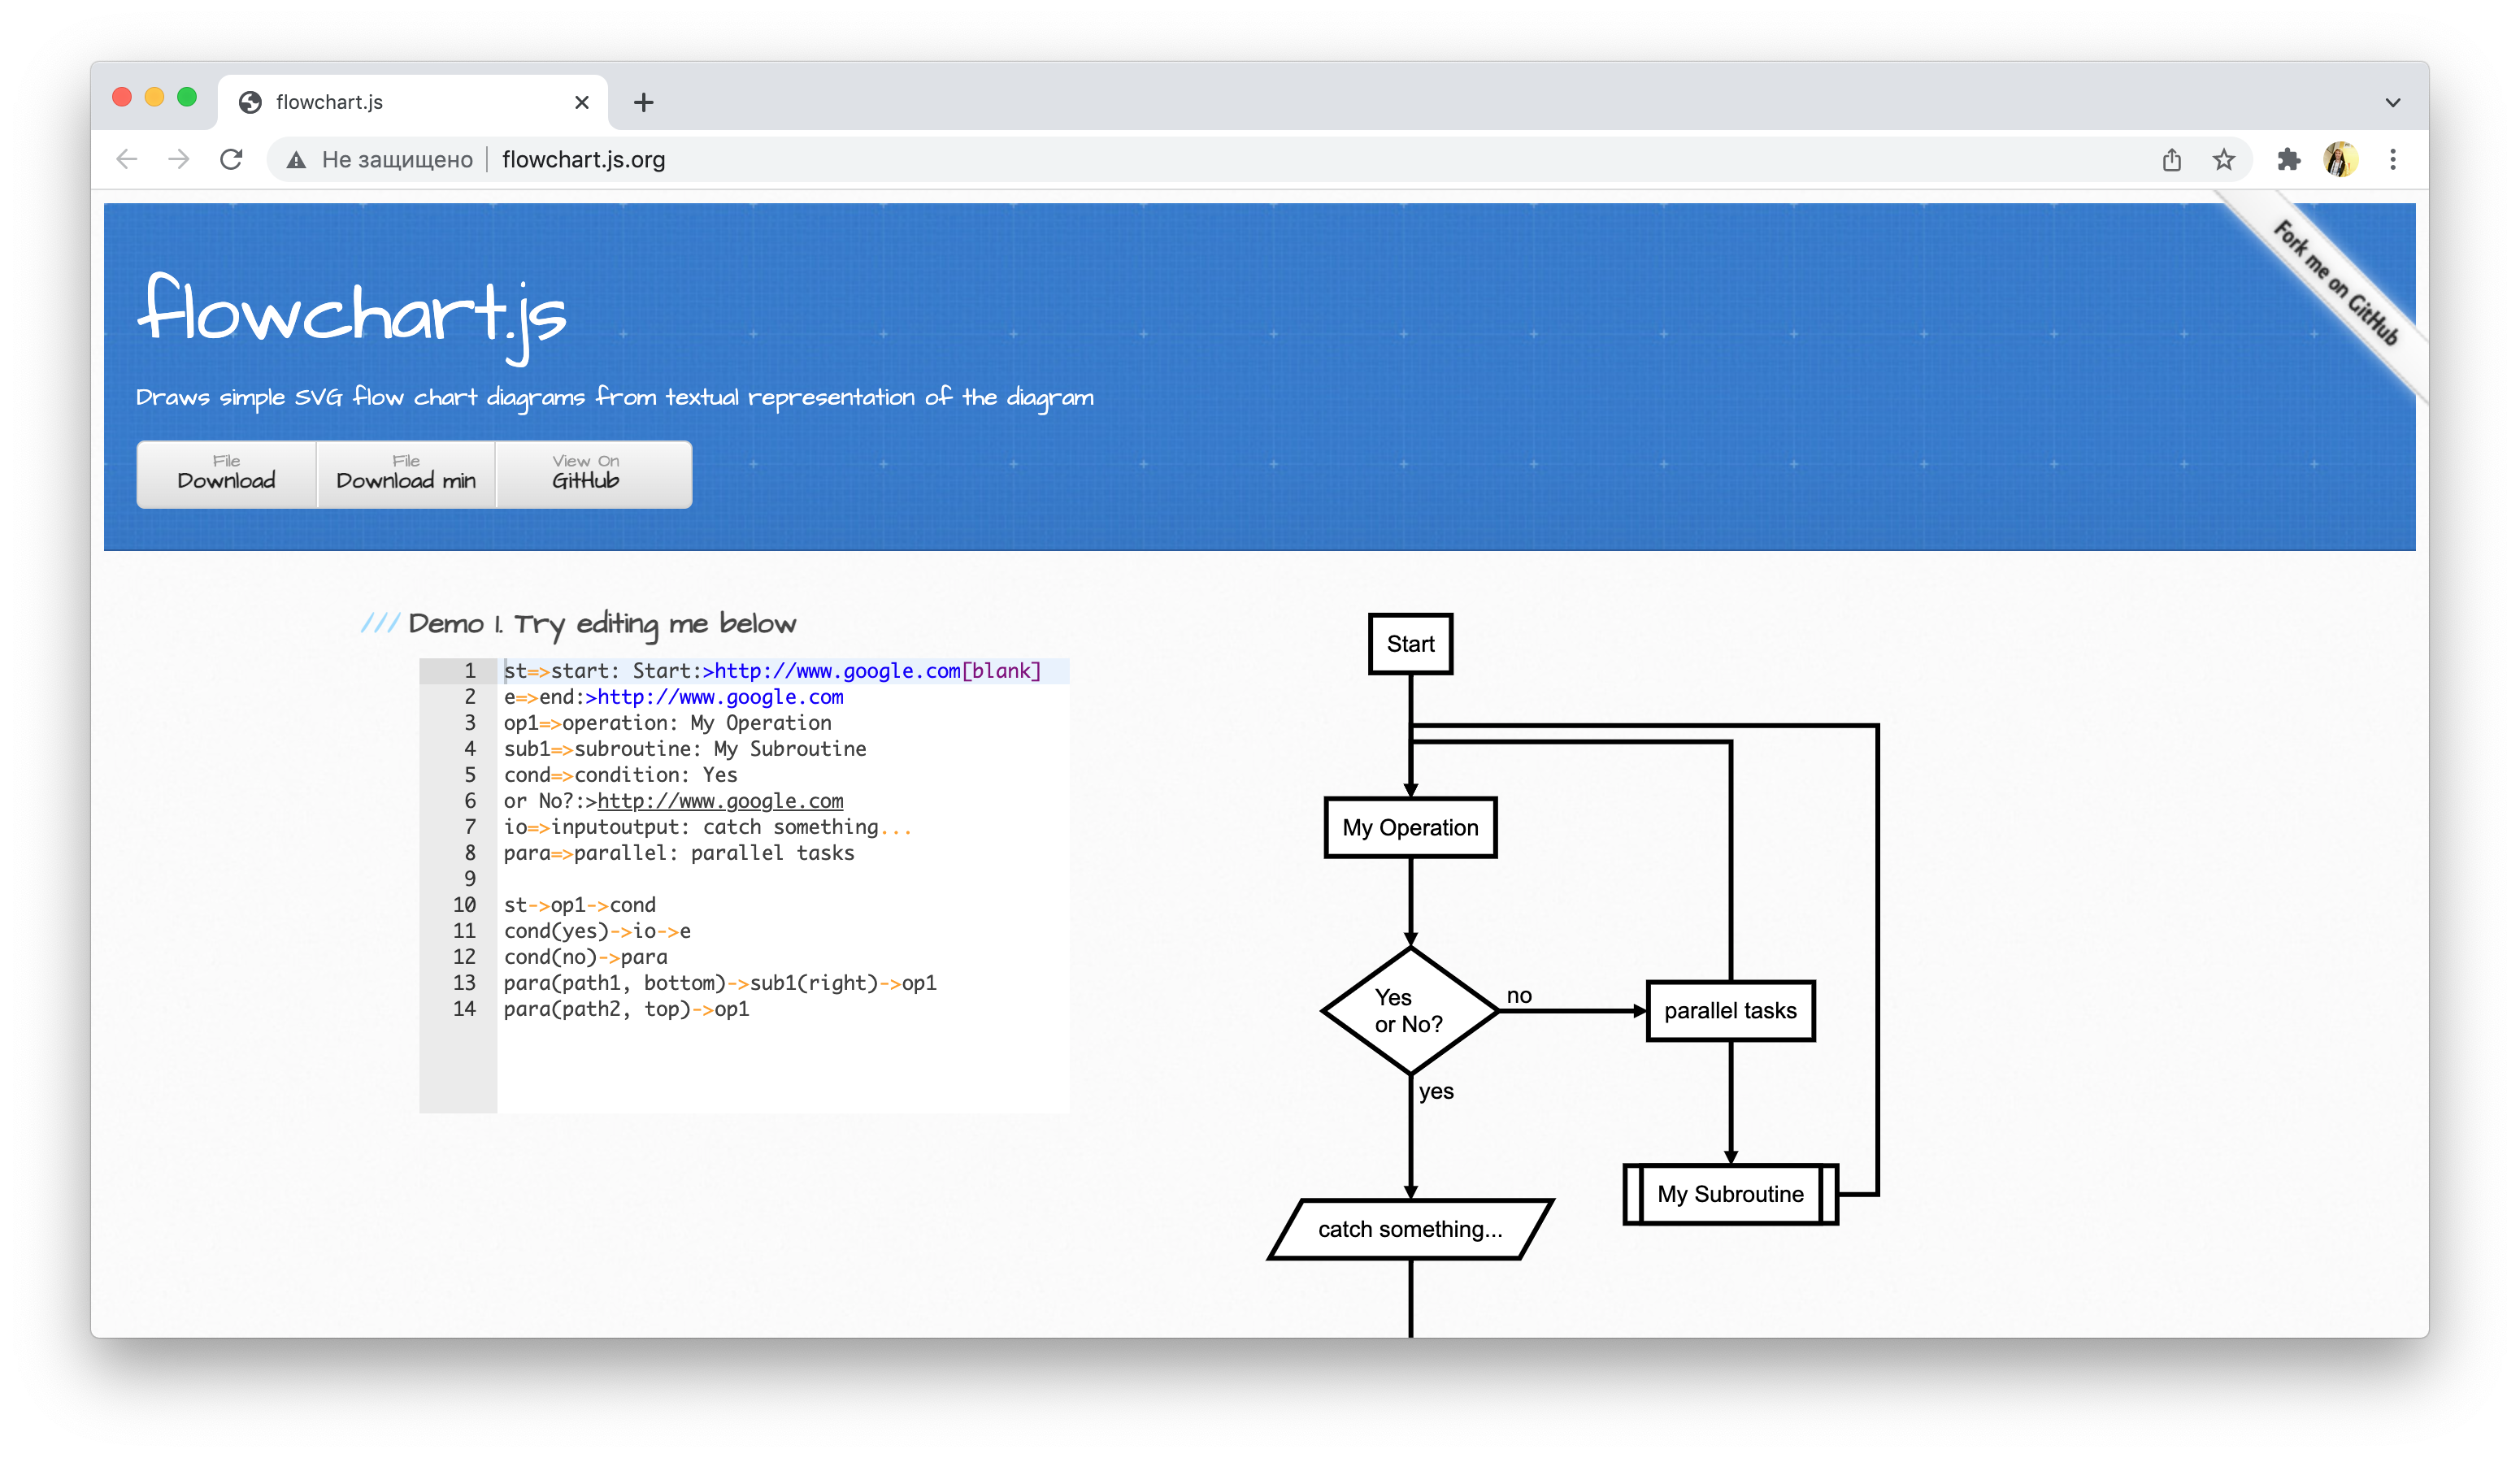 flowchart.js
Не защищено
flowchart.js.org
Fork me on GitHub
flowchart.js
Draws simple SVG flow chart diagrams from textual representation of the diagram
File
Download
File
Download min
View On
GitHub
/// Demo 1. Try editing me below
1 st=>start: Start:>http://www.google.com[blank]
2 e=>end:>http://www.google.com
3 op1=>operation: My Operation
4 sub1=>subroutine: My Subroutine
5 cond=>condition: Yes
6 or No?:>http://www.google.com
7 io=>inputoutput: catch something...
8 para=>parallel: parallel tasks
9
10 st->op1->cond
11 cond(yes)->io->e
12 cond(no)->para
13 para(path1, bottom)->sub1(right)->op1
14 para(path2, top)->op1
Start
My Operation
Yes
or No?
no
parallel tasks
yes
My Subroutine
catch something...